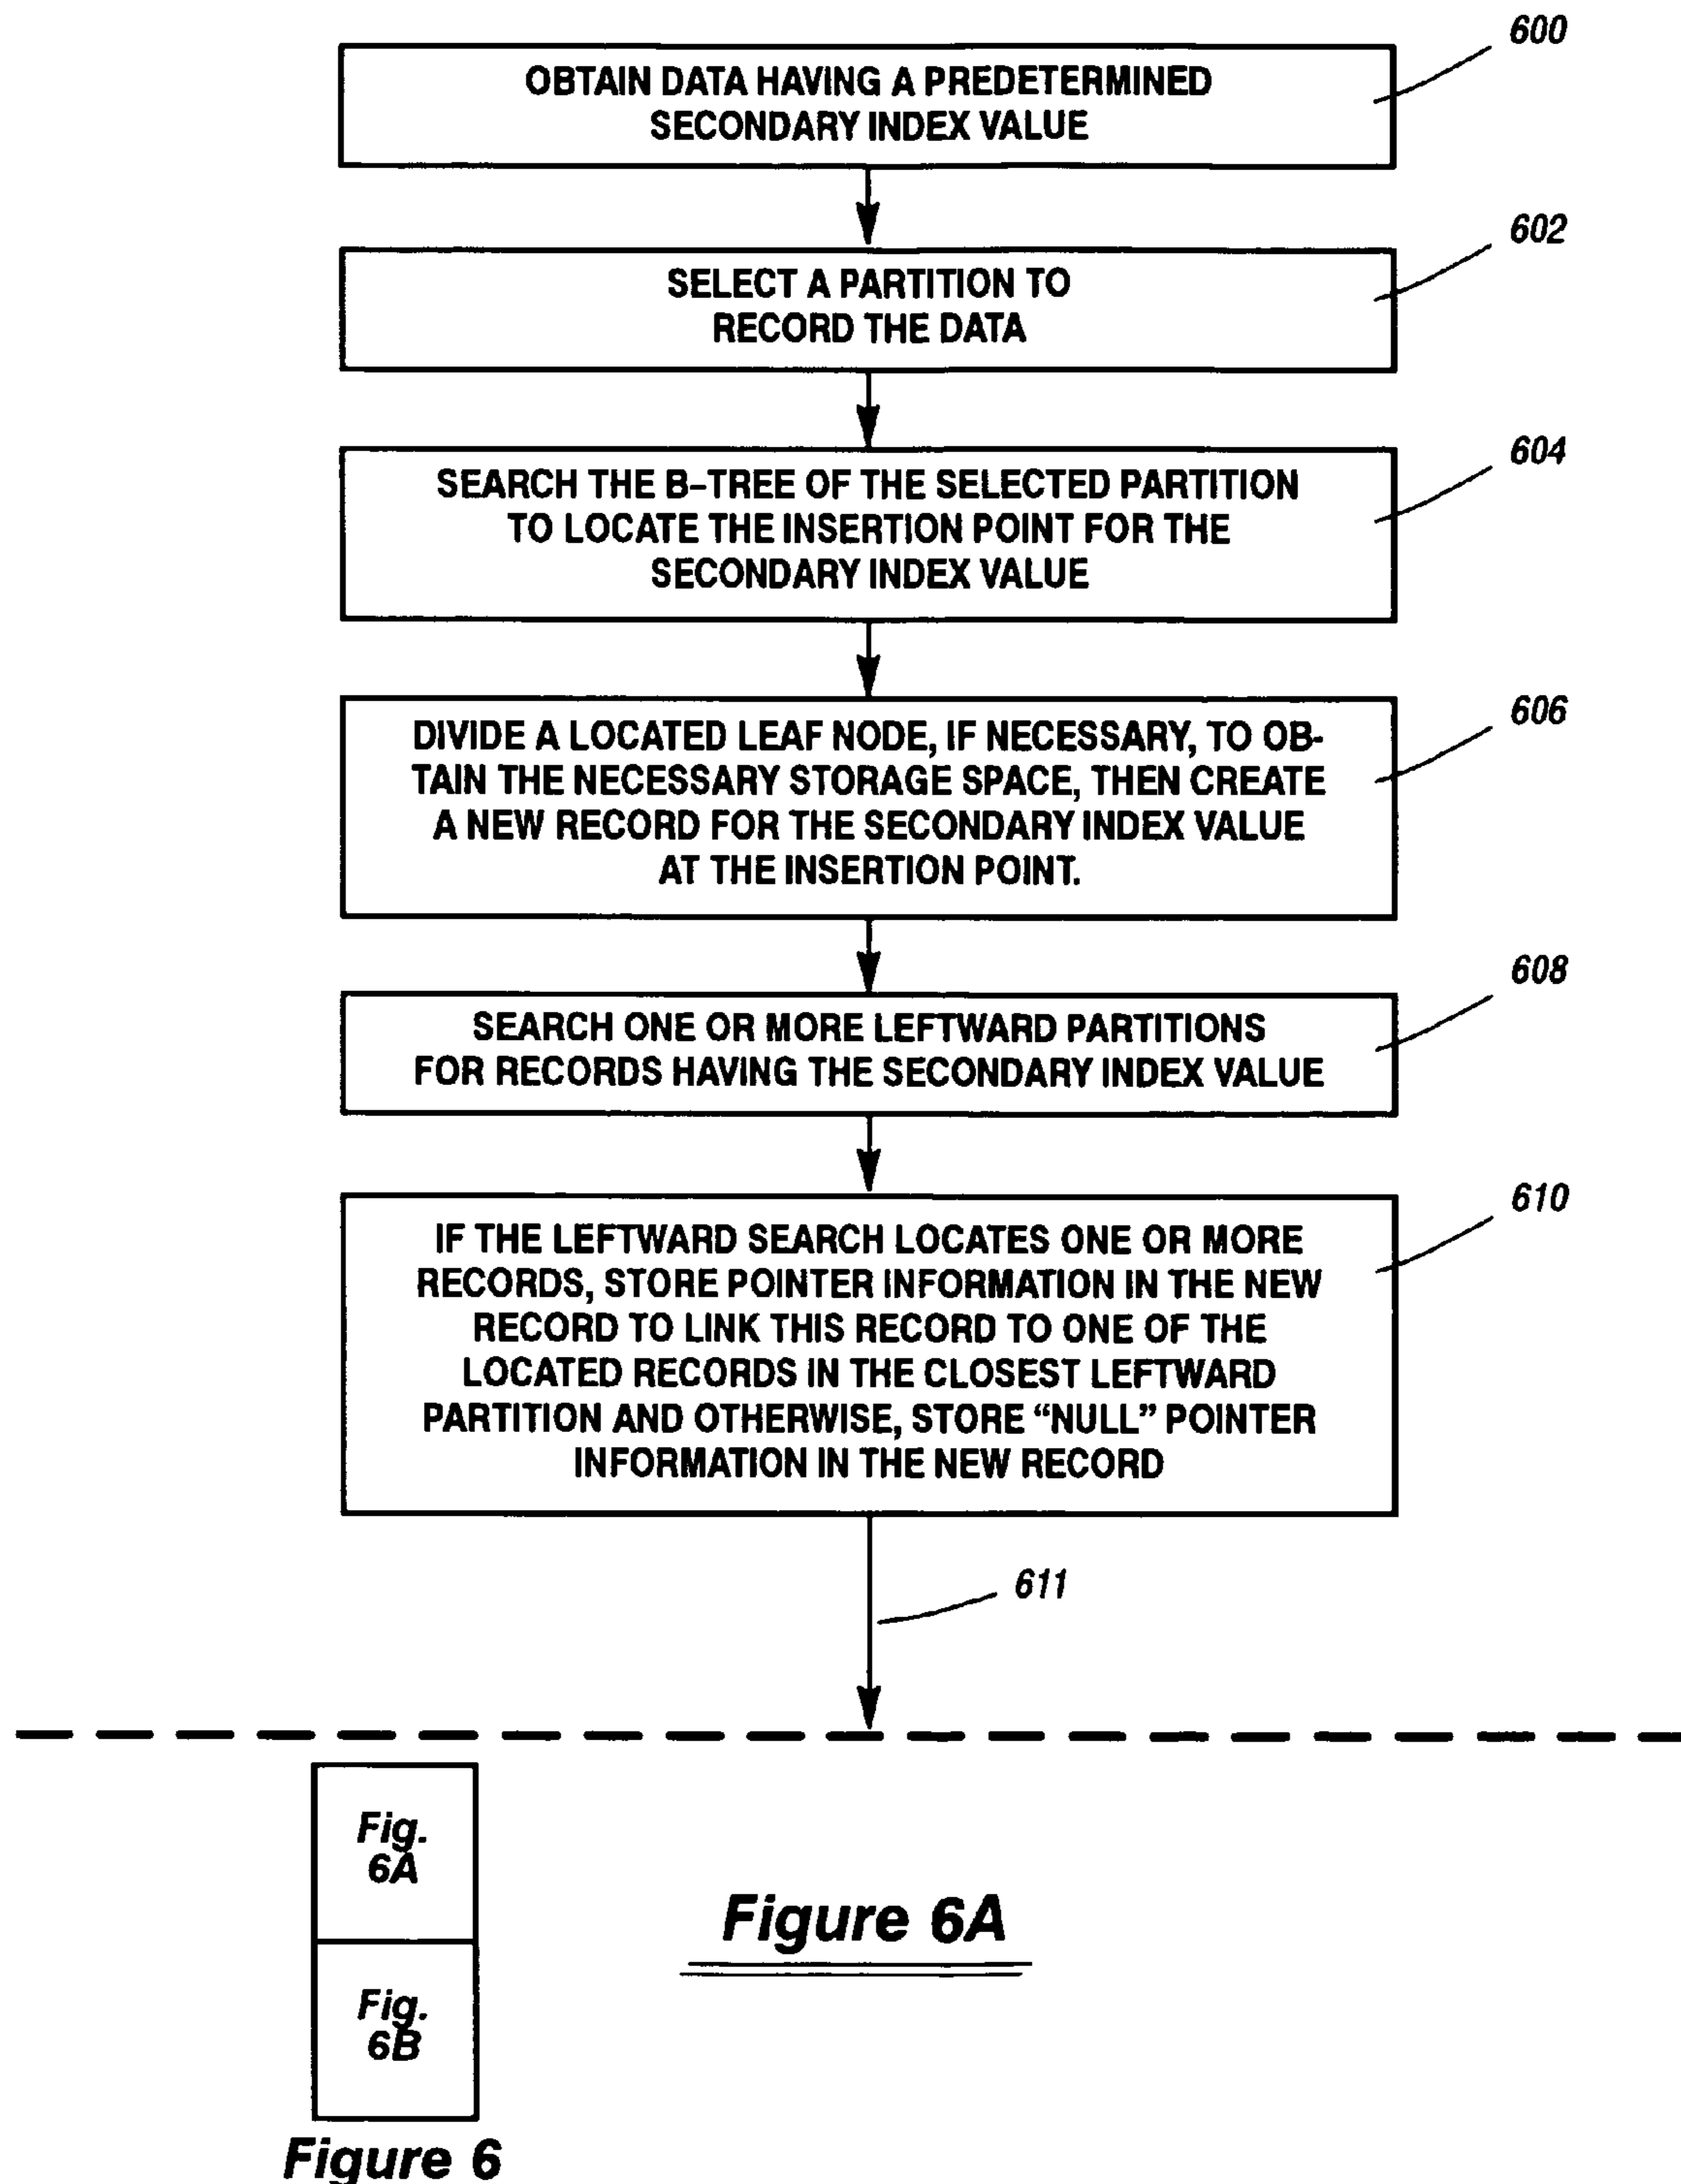 600
OBTAIN DATA HAVING A PREDETERMINED
SECONDARY INDEX VALUE
602
SELECT A PARTITION TO
RECORD THE DATA
604
SEARCH THE B-TREE OF THE SELECTED PARTITION
TO LOCATE THE INSERTION POINT FOR THE
SECONDARY INDEX VALUE
606
DIVIDE A LOCATED LEAF NODE, IF NECESSARY, TO OB-
TAIN THE NECESSARY STORAGE SPACE, THEN CREATE
A NEW RECORD FOR THE SECONDARY INDEX VALUE
AT THE INSERTION POINT.
608
SEARCH ONE OR MORE LEFTWARD PARTITIONS
FOR RECORDS HAVING THE SECONDARY INDEX VALUE
610
IF THE LEFTWARD SEARCH LOCATES ONE OR MORE
RECORDS, STORE POINTER INFORMATION IN THE NEW
RECORD TO LINK THIS RECORD TO ONE OF THE
LOCATED RECORDS IN THE CLOSEST LEFTWARD
PARTITION AND OTHERWISE, STORE “NULL” POINTER
INFORMATION IN THE NEW RECORD
611
Fig.
6A
Fig.
6B
Figure 6
Figure 6A